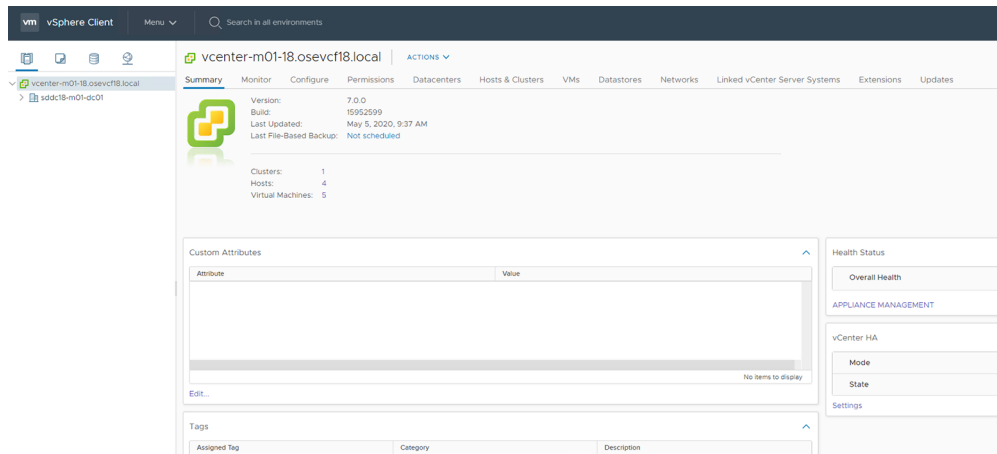 vm vSphere Client Menu Search in all environments
vcenter-m01-18.osevcf18.local
sddc18-m01-dc01
vcenter-m01-18.osevcf18.local ACTIONS
Summary Monitor Configure Permissions Datacenters Hosts & Clusters VMs Datastores Networks Linked vCenter Server Systems Extensions Updates
Version: 7.0.0
Build: 15952599
Last Updated: May 5, 2020, 9:37 AM
Last File-Based Backup: Not scheduled
Clusters: 1
Hosts: 4
Virtual Machines: 5
Custom Attributes
Attribute Value
No items to display
Edit...
Tags
Assigned Tag Category Description
Health Status
Overall Health
APPLIANCE MANAGEMENT
vCenter HA
Mode
State
Settings